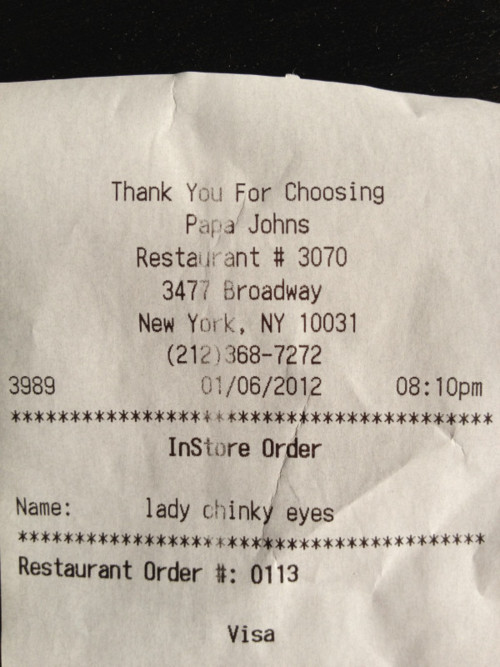 Thank You For Choosing
Papa Johns
Restaurant # 3070
3477 Broadway
New York, NY 10031
(212)368-7272
3989 01/06/2012 08:10pm
*****************************************
InStore Order
Name: lady chinky eyes
*****************************************
Restaurant Order #: 0113
Visa